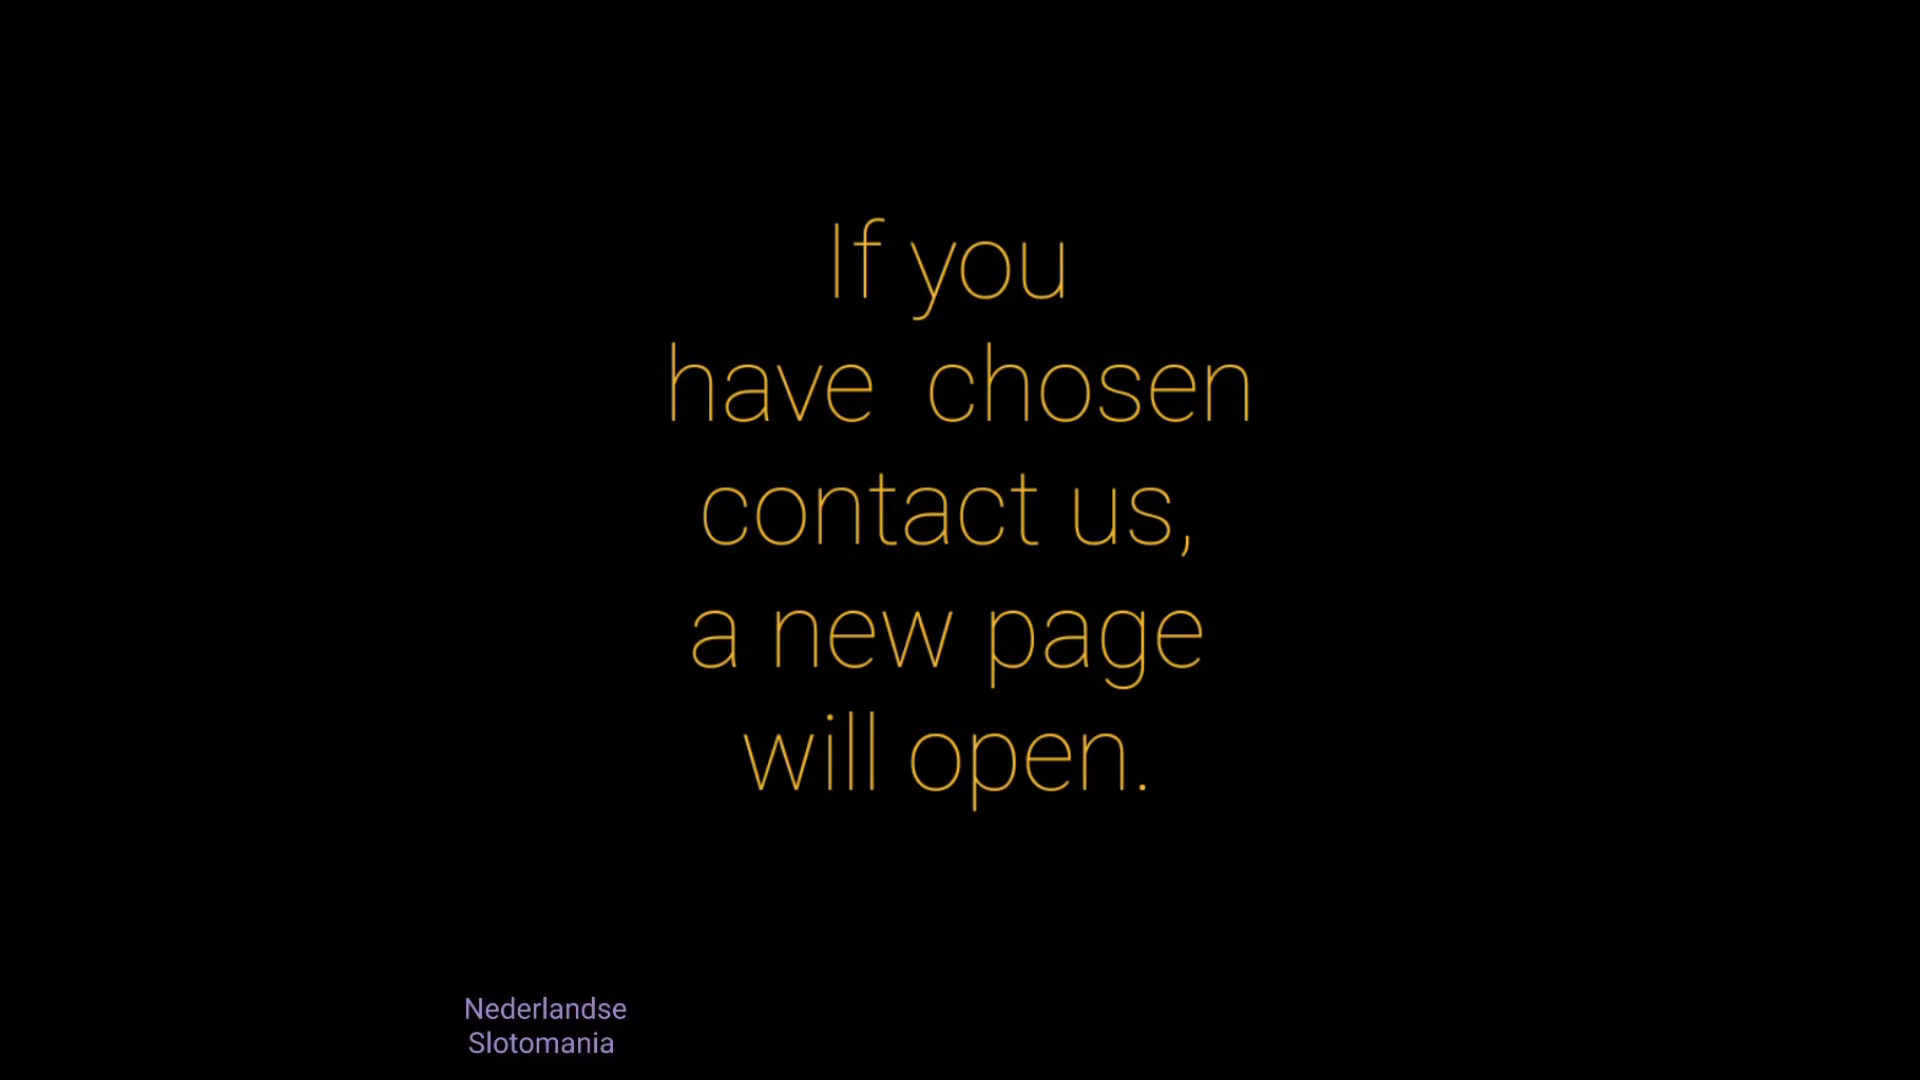 If you
have chosen
contact us,
a new page
will open.
Nederlandse
Slotomania